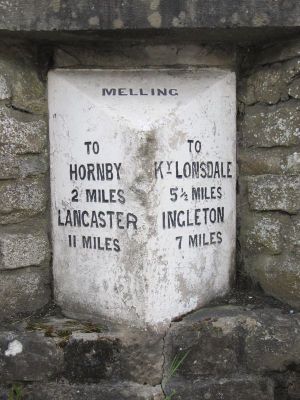 MELLING
TO
HORNBY
2 MILES
LANCASTER
11 MILES
TO
Kʸ LONSDALE
5½ MILES
INGLETON
7 MILES